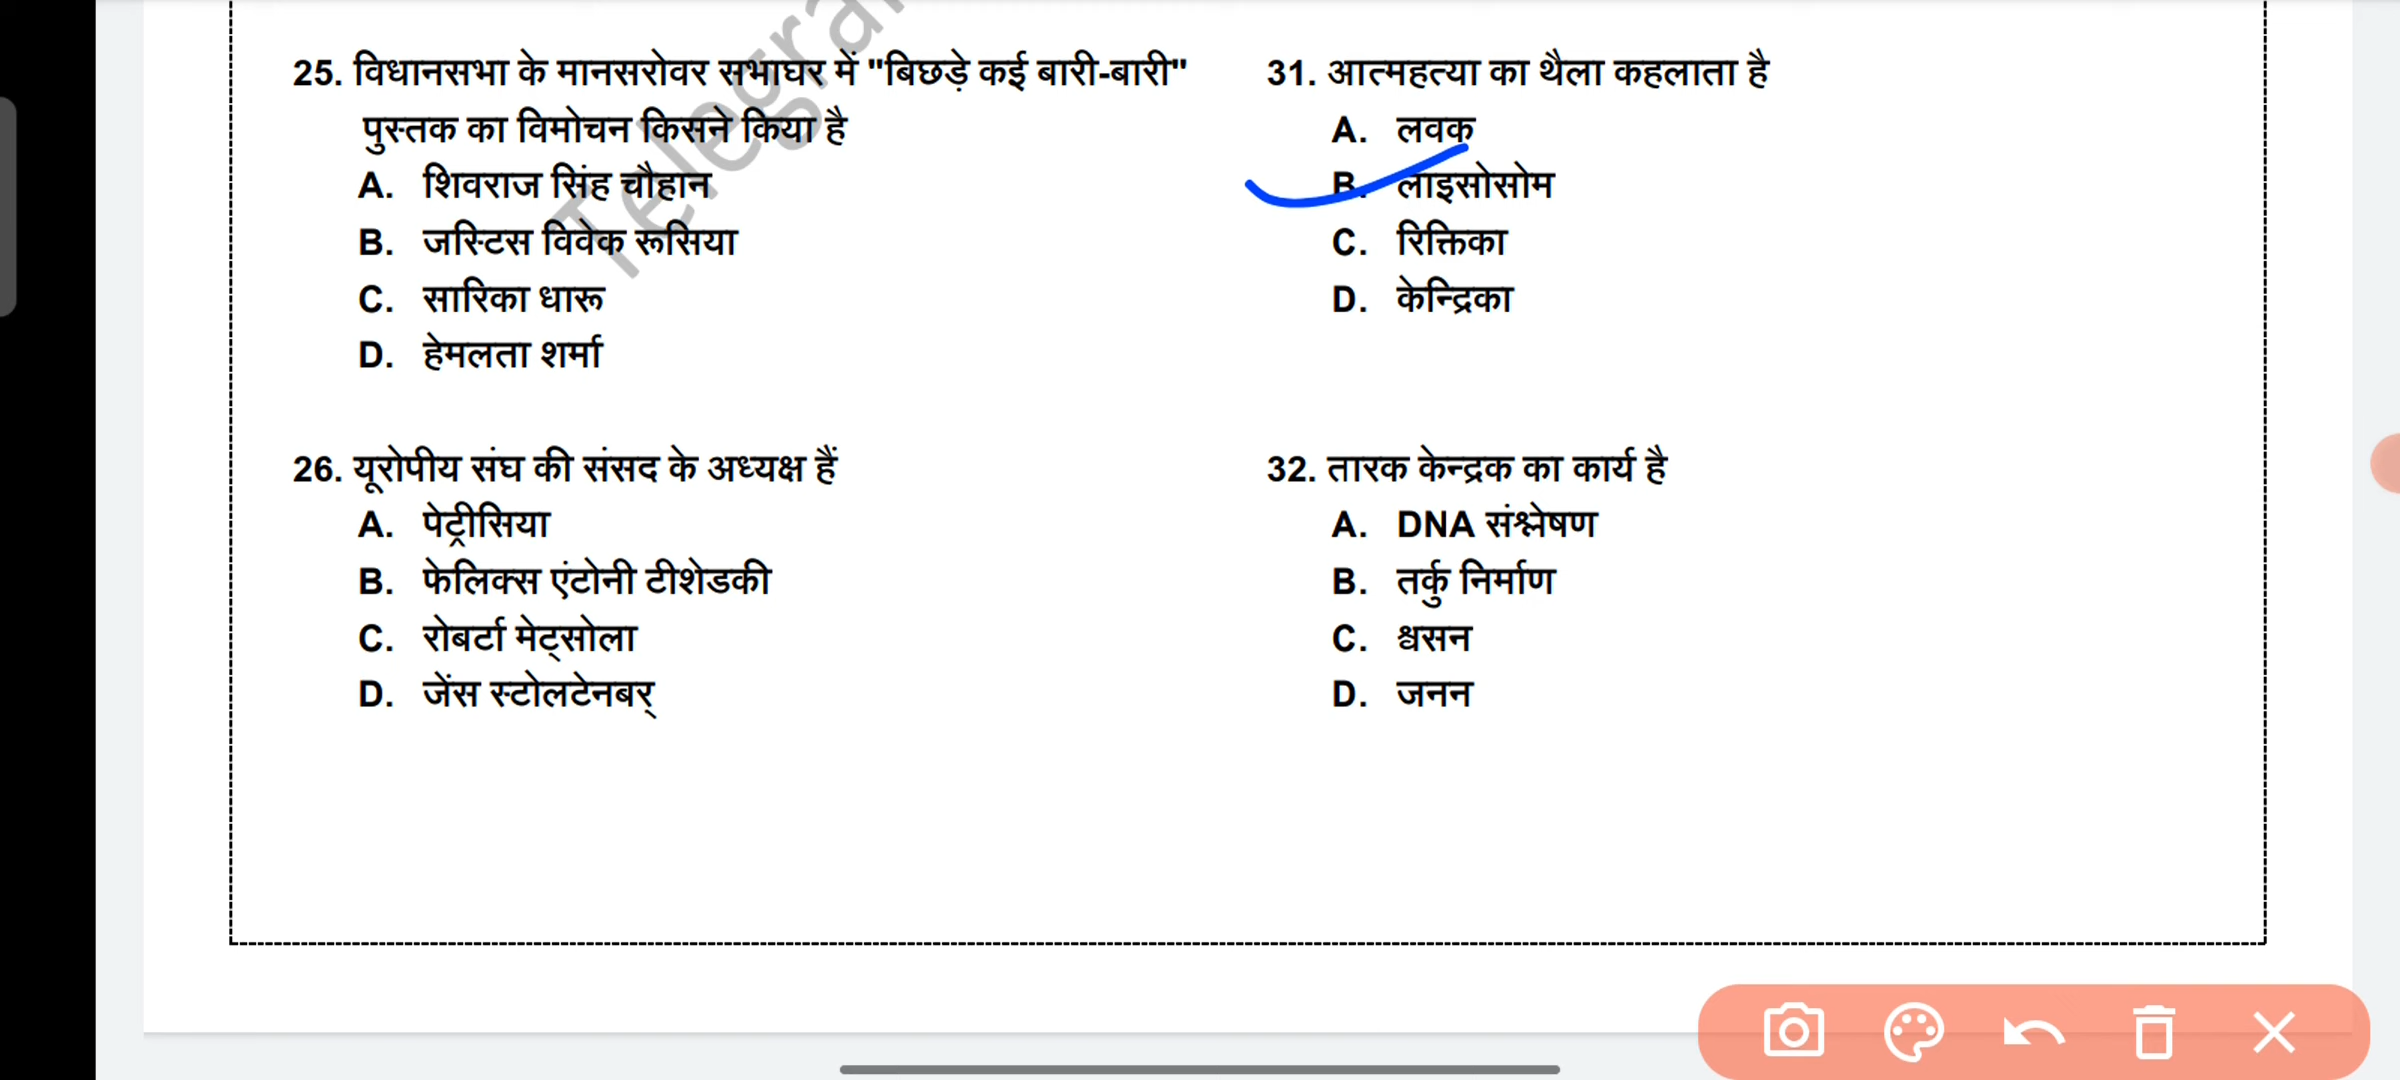 25. विधानसभा के मानसरोवर सभाघर में "बिछड़े कई बारी-बारी"
पुस्तक का विमोचन किसने किया है
A. शिवराज सिंह चौहान
B. जस्टिस विवेक रूसिया
C. सारिका धारू
D. हेमलता शर्मा
26. यूरोपीय संघ की संसद के अध्यक्ष हैं
A. पेट्रीसिया
B. फेलिक्स एंटोनी टीशेडकी
C. रोबर्टा मेट्सोला
D. जेंस स्टोलटेनबर्
31. आत्महत्या का थैला कहलाता है
A. लवक
B. लाइसोसोम
C. रिक्तिका
D. केन्द्रिका
32. तारक केन्द्रक का कार्य है
A. DNA संश्लेषण
B. तर्कु निर्माण
C. श्वसन
D. जनन